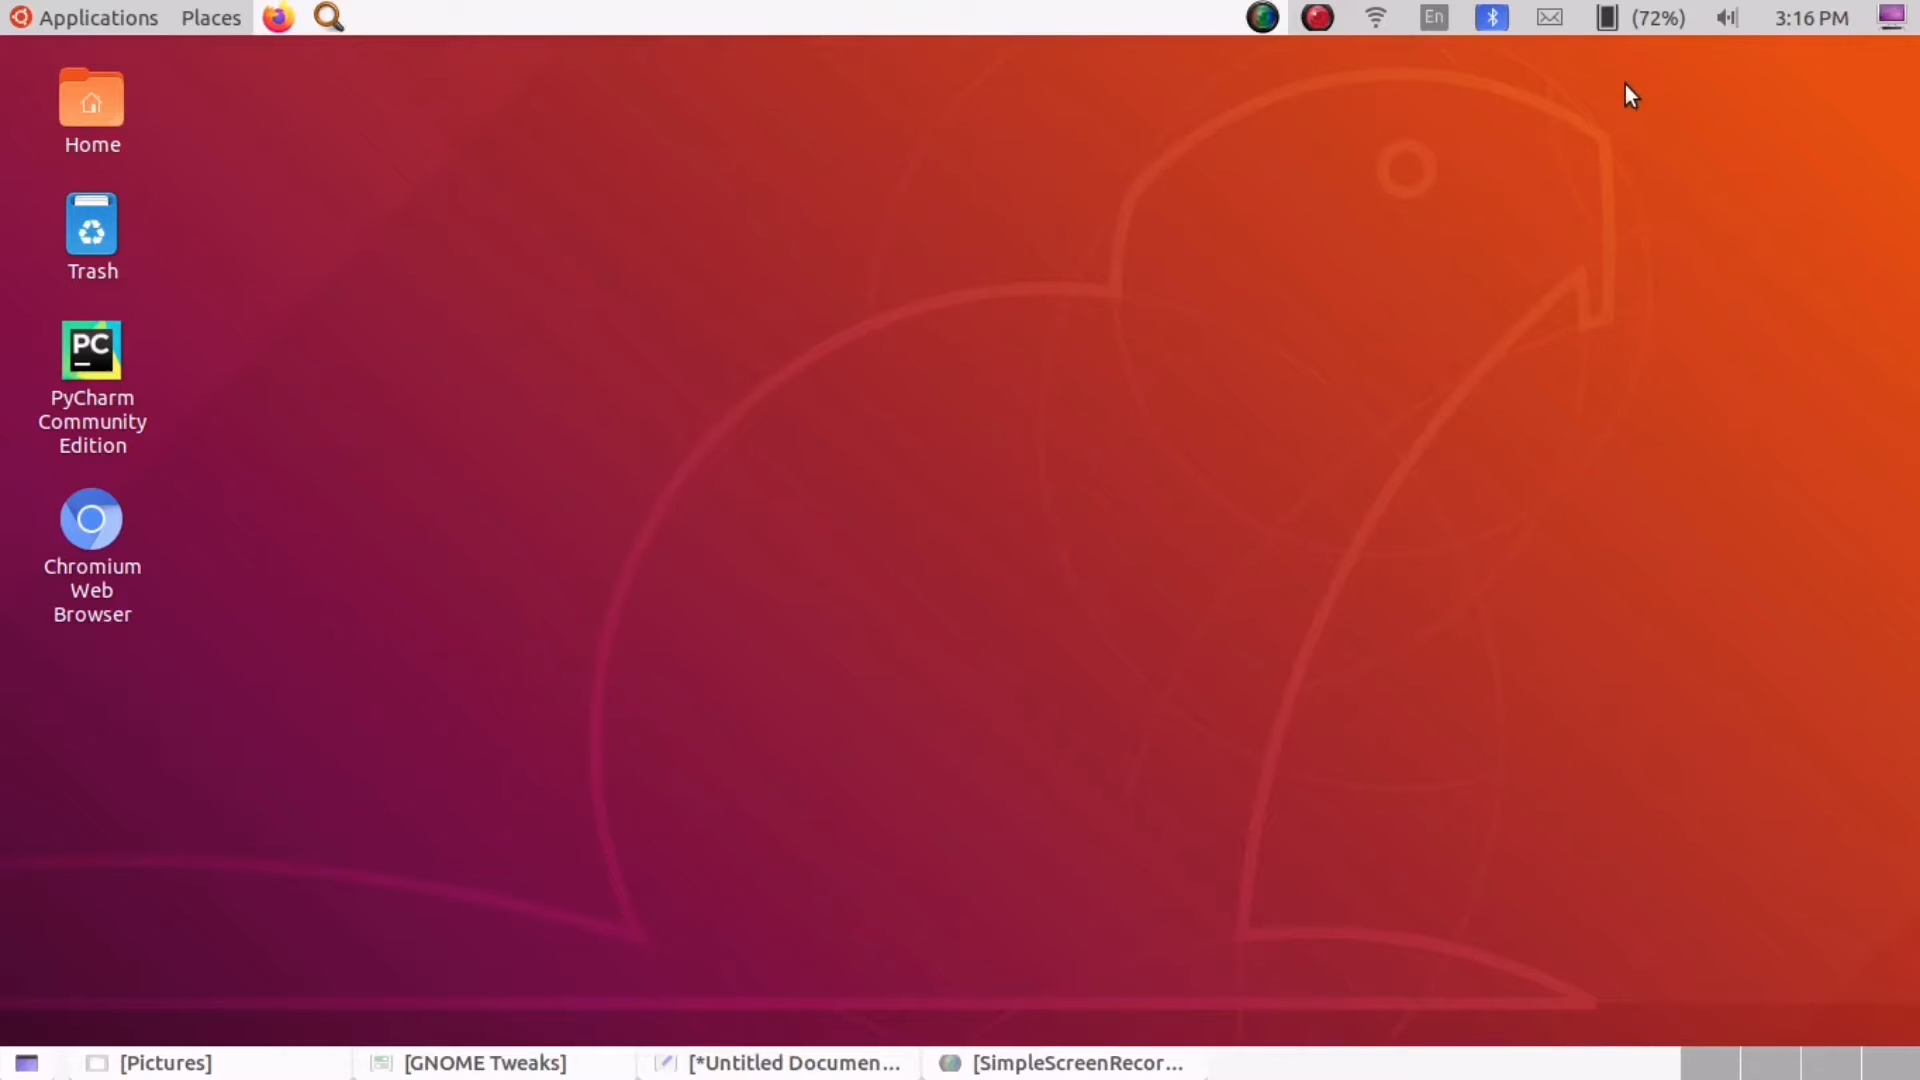 Applications Places En (72%) 3:16 PM
Home
Trash
PC
PyCharm
Community
Edition
Chromium
Web
Browser
[Pictures] [GNOME Tweaks] [*Untitled Documen... [SimpleScreenRecor...